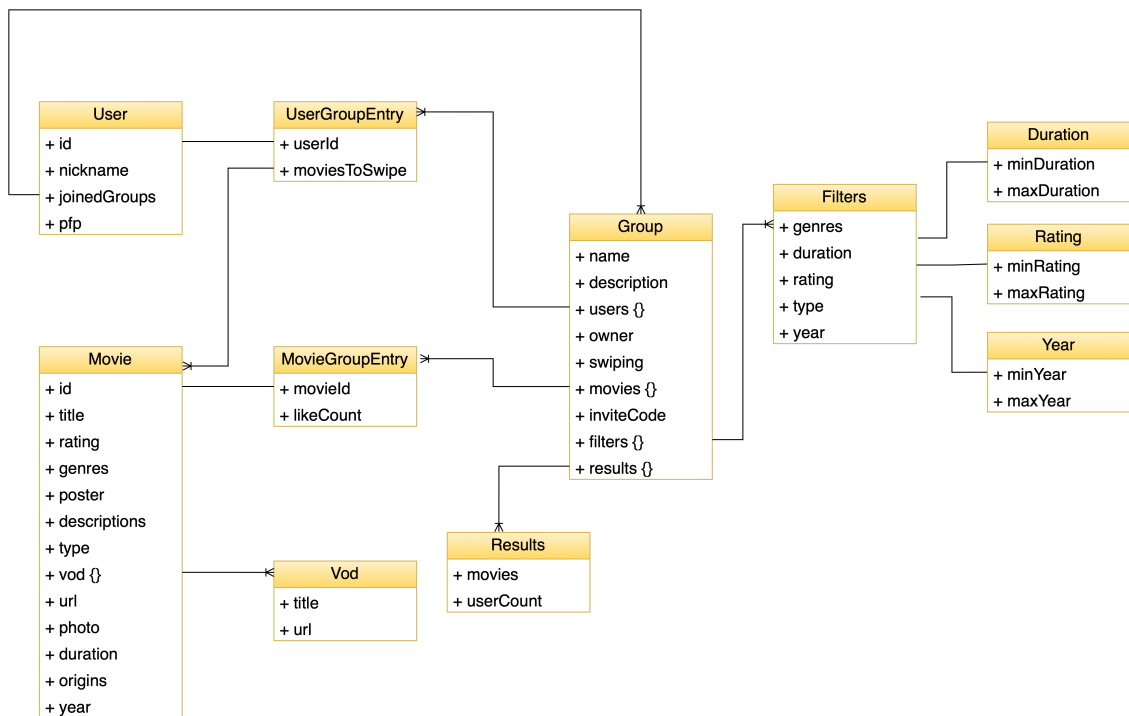 User
+ id
+ nickname
+ joinedGroups
+ pfp
UserGroupEntry
+ userId
+ moviesToSwipe
Group
+ name
+ description
+ users {}
+ owner
+ swiping
+ movies {}
+ inviteCode
+ filters {}
+ results {}
Filters
+ genres
+ duration
+ rating
+ type
+ year
Duration
+ minDuration
+ maxDuration
Rating
+ minRating
+ maxRating
Year
+ minYear
+ maxYear
Movie
+ id
+ title
+ rating
+ genres
+ poster
+ descriptions
+ type
+ vod {}
+ url
+ photo
+ duration
+ origins
+ year
MovieGroupEntry
+ movieId
+ likeCount
Vod
+ title
+ url
Results
+ movies
+ userCount